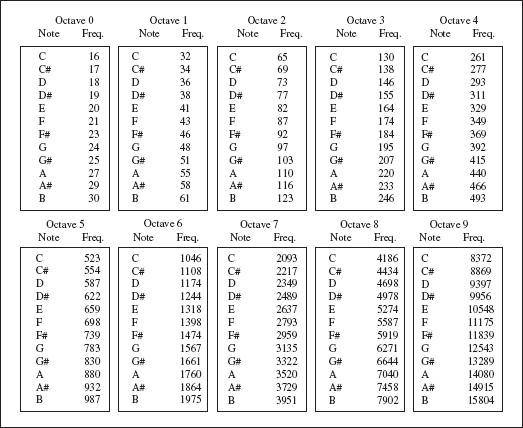 Octave 0 Octave 1 Octave 2 Octave 3 Octave 4
Note Freq. Note Freq. Note Freq. Note Freq. Note Freq.
C 16 C 32 C 65 C 130 C 261
C# 17 C# 34 C# 69 C# 138 C# 277
D 18 D 36 D 73 D 146 D 293
D# 19 D# 38 D# 77 D# 155 D# 311
E 20 E 41 E 82 E 164 E 329
F 21 F 43 F 87 F 174 F 349
F# 23 F# 46 F# 92 F# 184 F# 369
G 24 G 48 G 97 G 195 G 392
G# 25 G# 51 G# 103 G# 207 G# 415
A 27 A 55 A 110 A 220 A 440
A# 29 A# 58 A# 116 A# 233 A# 466
B 30 B 61 B 123 B 246 B 493
Octave 5 Octave 6 Octave 7 Octave 8 Octave 9
Note Freq. Note Freq. Note Freq. Note Freq. Note Freq.
C 523 C 1046 C 2093 C 4186 C 8372
C# 554 C# 1108 C# 2217 C# 4434 C# 8869
D 587 D 1174 D 2349 D 4698 D 9397
D# 622 D# 1244 D# 2489 D# 4978 D# 9956
E 659 E 1318 E 2637 E 5274 E 10548
F 698 F 1398 F 2793 F 5587 F 11175
F# 739 F# 1474 F# 2959 F# 5919 F# 11839
G 783 G 1567 G 3135 G 6271 G 12543
G# 830 G# 1661 G# 3322 G# 6644 G# 13289
A 880 A 1760 A 3520 A 7040 A 14080
A# 932 A# 1864 A# 3729 A# 7458 A# 14915
B 987 B 1975 B 3951 B 7902 B 15804